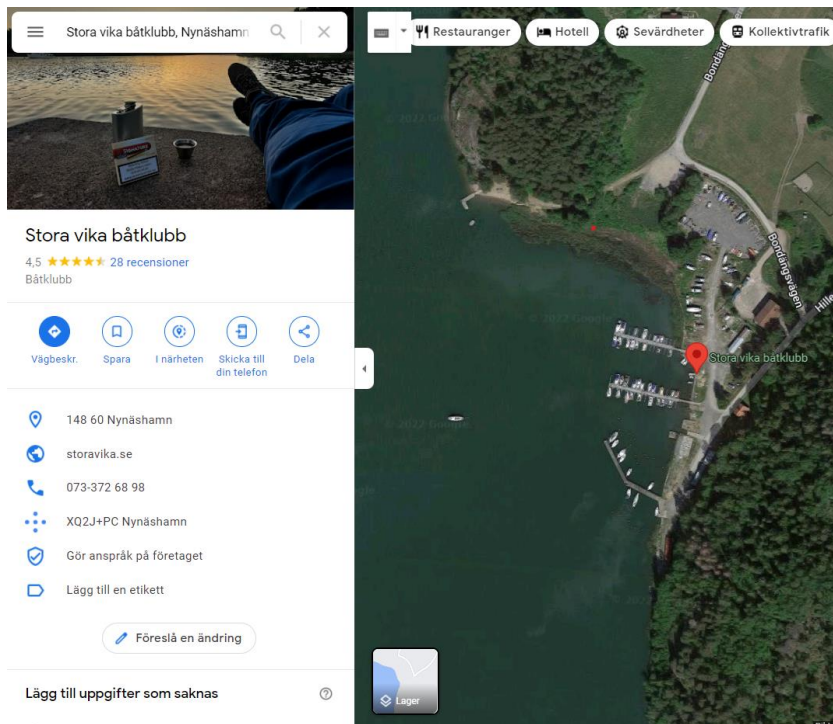 Stora vika båtklubb, Nynäshamn
Restauranger
Hotell
Sevärdheter
Kollektivtrafik
Stora vika båtklubb
4,5
28 recensioner
Båtklubb
Vägbeskr.
Spara
I närheten
Skicka till
din telefon
Dela
148 60 Nynäshamn
storavika.se
073-372 68 98
XQ2J+PC Nynäshamn
Gör anspråk på företaget
Lägg till en etikett
Föreslå en ändring
Lägg till uppgifter som saknas
Bondängsvägen
Stora vika båtklubb
Lager
© 2022 Google